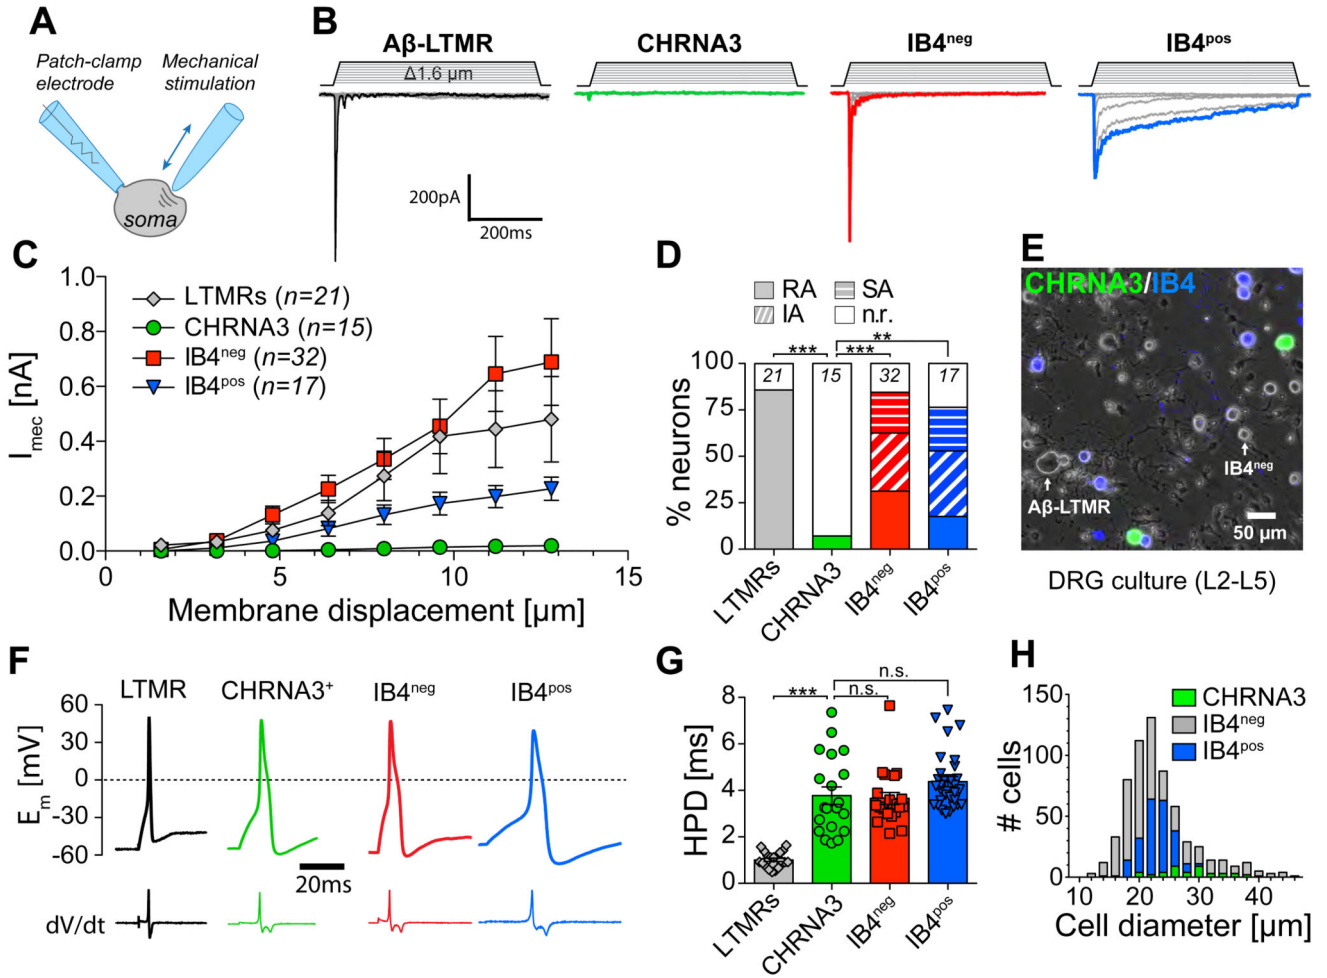 A
Patch-clamp
electrode
Mechanical
stimulation
soma
B
Aβ-LTMR
CHRNA3
IB4neg
IB4pos
Δ1.6 µm
200pA
200ms
C
1.0
0.8
0.6
0.4
0.2
0.0
Imec [nA]
LTMRs (n=21)
CHRNA3 (n=15)
IB4neg (n=32)
IB4pos (n=17)
0
5
10
15
Membrane displacement [µm]
D
RA
SA
IA
n.r.
**
***
***
100
75
50
25
0
% neurons
21
15
32
17
LTMRs
CHRNA3
IB4neg
IB4pos
E
CHRNA3/IB4
IB4neg
Aβ-LTMR
50 µm
DRG culture (L2-L5)
F
LTMR
CHRNA3+
IB4neg
IB4pos
60
30
0
-30
-60
Em [mV]
20ms
dV/dt
G
n.s.
***
n.s.
8
6
4
2
0
HPD [ms]
LTMRs
CHRNA3
IB4neg
IB4pos
H
150
100
50
0
# cells
CHRNA3
IB4neg
IB4pos
10
20
30
40
Cell diameter [µm]